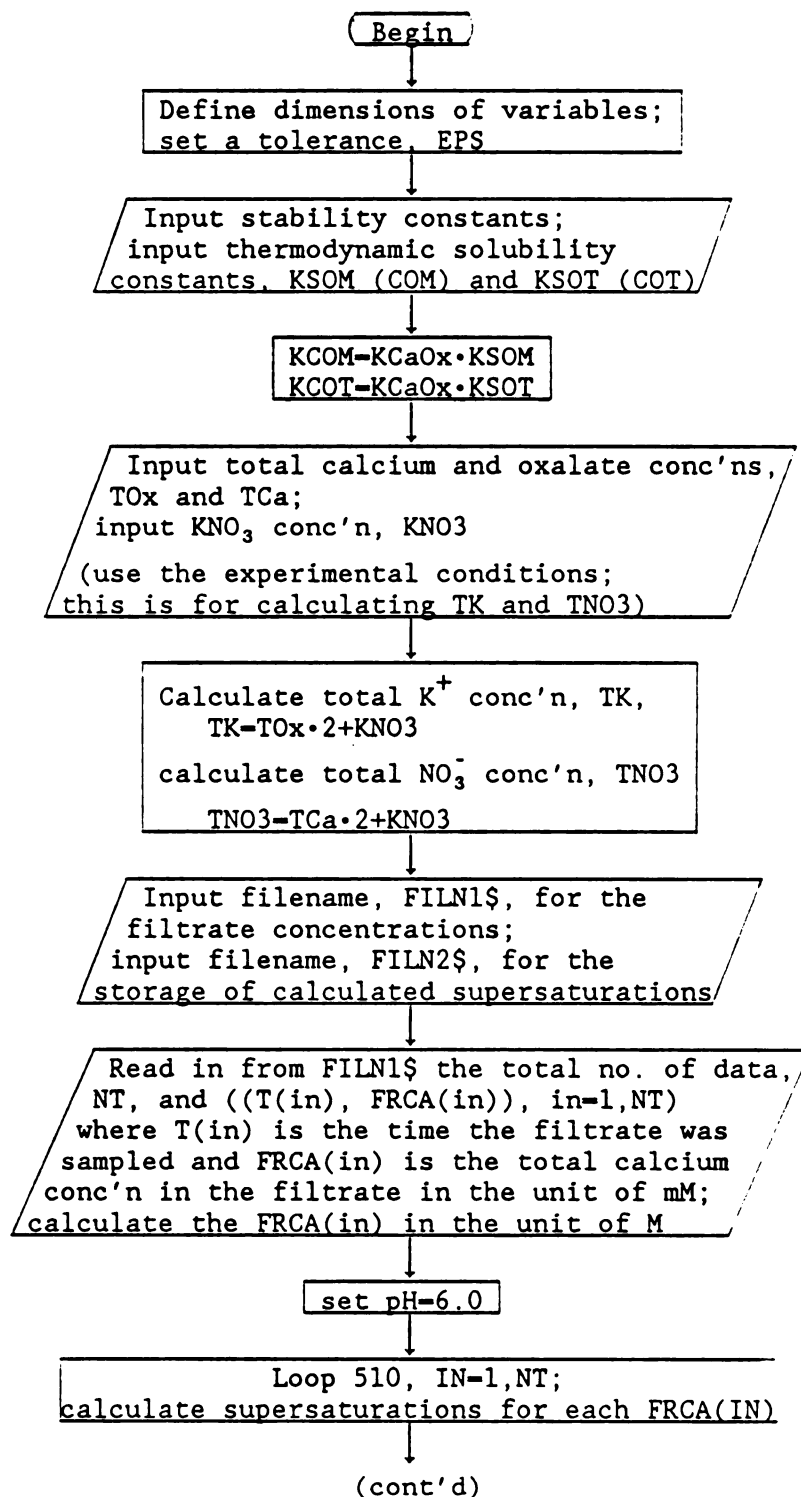 Begin
Define dimensions of variables;
set a tolerance, EPS
Input stability constants;
input thermodynamic solubility
constants, KSOM (COM) and KSOT (COT)
KCOM=KCaOx•KSOM
KCOT=KCaOx•KSOT
Input total calcium and oxalate conc'ns,
TOx and TCa;
input KNO₃ conc'n, KNO3
(use the experimental conditions;
this is for calculating TK and TNO3)
Calculate total K⁺ conc'n, TK,
TK=TOx•2+KNO3
calculate total NO₃⁻ conc'n, TNO3
TNO3=TCa•2+KNO3
Input filename, FILN1$, for the
filtrate concentrations;
input filename, FILN2$, for the
storage of calculated supersaturations
Read in from FILN1$ the total no. of data,
NT, and ((T(in), FRCA(in)), in=1,NT)
where T(in) is the time the filtrate was
sampled and FRCA(in) is the total calcium
conc'n in the filtrate in the unit of mM;
calculate the FRCA(in) in the unit of M
set pH=6.0
Loop 510, IN=1,NT;
calculate supersaturations for each FRCA(IN)
(cont'd)